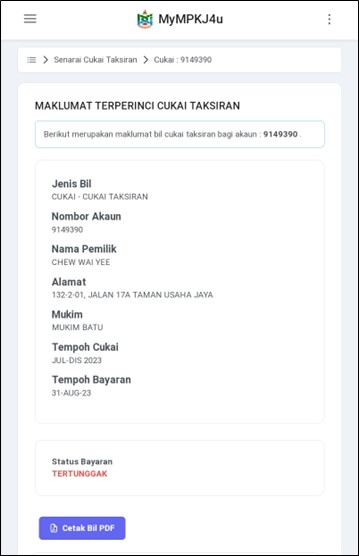 MyMPKJ4u
Senarai Cukai Taksiran > Cukai : 9149390
MAKLUMAT TERPERINCI CUKAI TAKSIRAN
Berikut merupakan maklumat bil cukai taksiran bagi akaun : 9149390 .
Jenis Bil
CUKAI - CUKAI TAKSIRAN
Nombor Akaun
9149390
Nama Pemilik
CHEW WAI YEE
Alamat
132-2-01, JALAN 17A TAMAN USAHA JAYA
Mukim
MUKIM BATU
Tempoh Cukai
JUL-DIS 2023
Tempoh Bayaran
31-AUG-23
Status Bayaran
TERTUNGGAK
Cetak Bil PDF